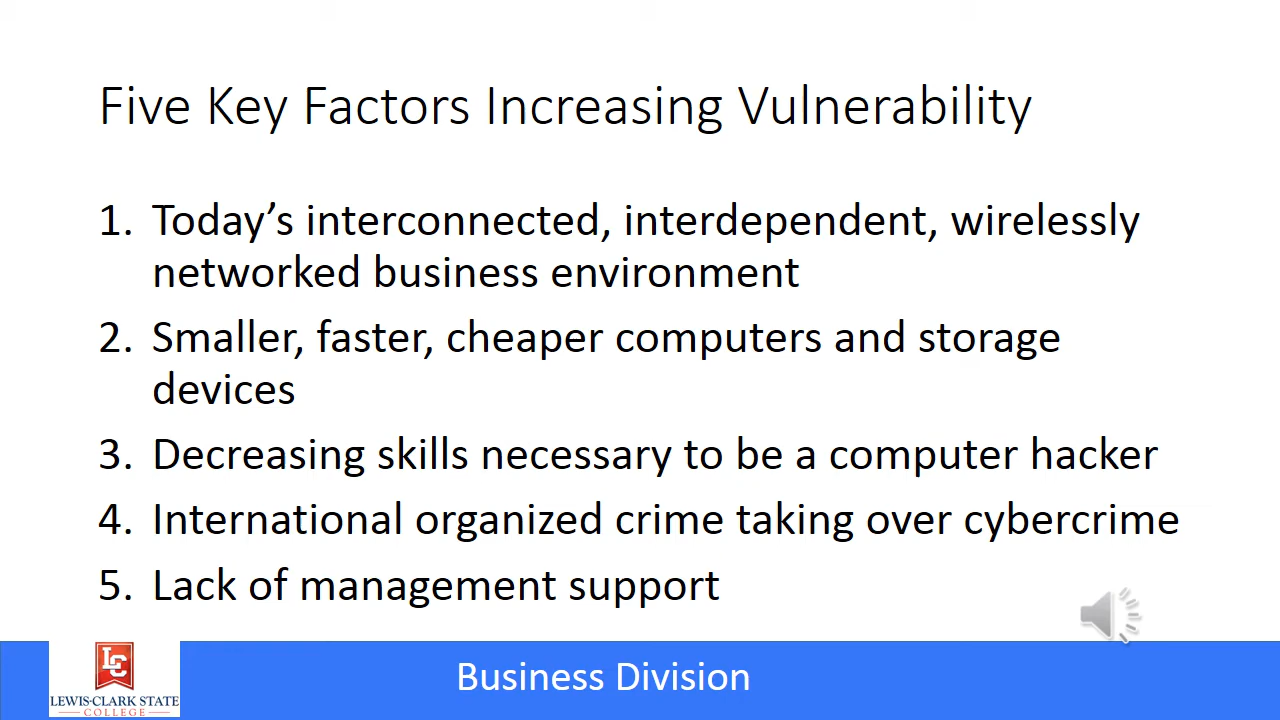 Five Key Factors Increasing Vulnerability
1. Today’s interconnected, interdependent, wirelessly
networked business environment
2. Smaller, faster, cheaper computers and storage
devices
3. Decreasing skills necessary to be a computer hacker
4. International organized crime taking over cybercrime
5. Lack of management support
LC
LEWIS-CLARK STATE
COLLEGE
Business Division